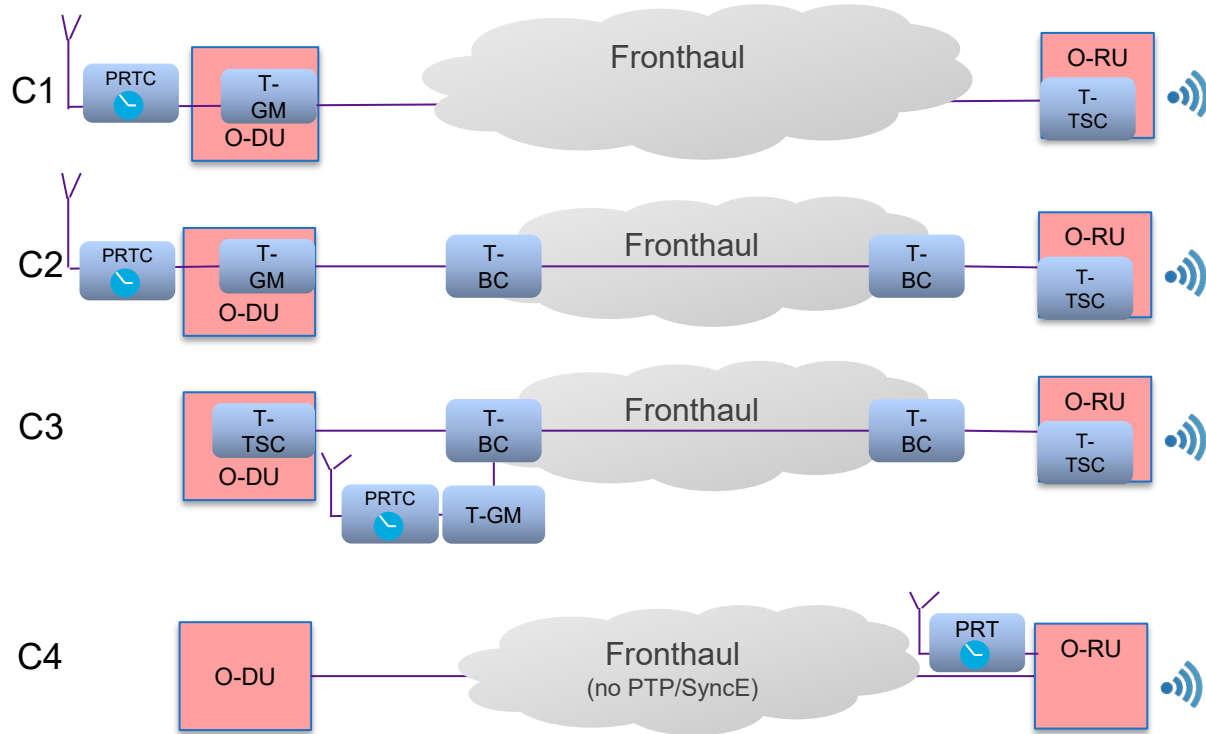 C1
PRTC
T-
GM
O-DU
Fronthaul
O-RU
T-
TSC
C2
PRTC
T-
GM
O-DU
T-
BC
Fronthaul
T-
BC
O-RU
T-
TSC
C3
T-
TSC
O-DU
PRTC
T-GM
T-
BC
Fronthaul
T-
BC
O-RU
T-
TSC
C4
O-DU
Fronthaul
(no PTP/SyncE)
PRT
O-RU